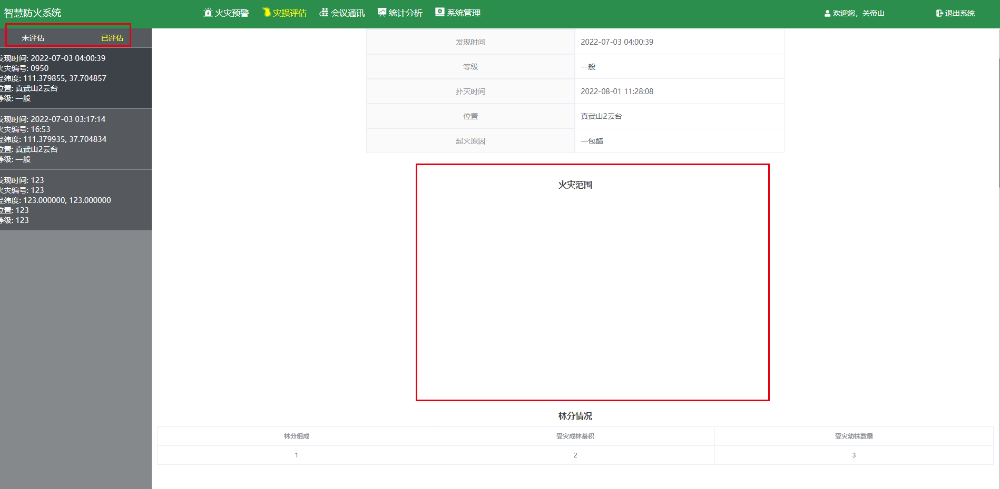 智慧防火系统
火灾预警 灾损评估 会议通讯 统计分析 系统管理 欢迎您，关帝山 退出系统
未评估 已评估
发现时间: 2022-07-03 04:00:39
火灾编号: 0950
经纬度: 111.379855, 37.704857
位置: 真武山2云台
等级: 一般
发现时间: 2022-07-03 03:17:14
火灾编号: 16:53
经纬度: 111.379935, 37.704834
位置: 真武山2云台
等级: 一般
发现时间: 123
火灾编号: 123
经纬度: 123.000000, 123.000000
位置: 123
等级: 123
发现时间 2022-07-03 04:00:39
等级 一般
扑灭时间 2022-08-01 11:28:08
位置 真武山2云台
起火原因 一包醋
火灾范围
林分情况
林分组成 受灾成林蓄积 受灾幼株数量
1 2 3